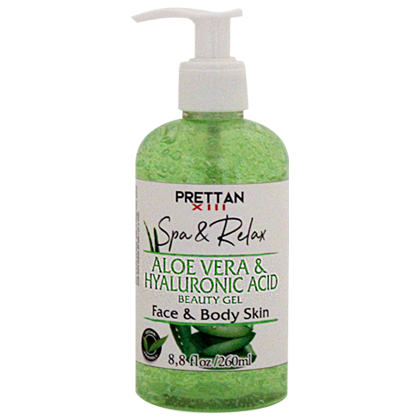 PRETTAN
XIII
Spa & Relax
ALOE VERA &
HYALURONIC ACID
BEAUTY GEL
Face & Body Skin
8,8 fl oz/260ml